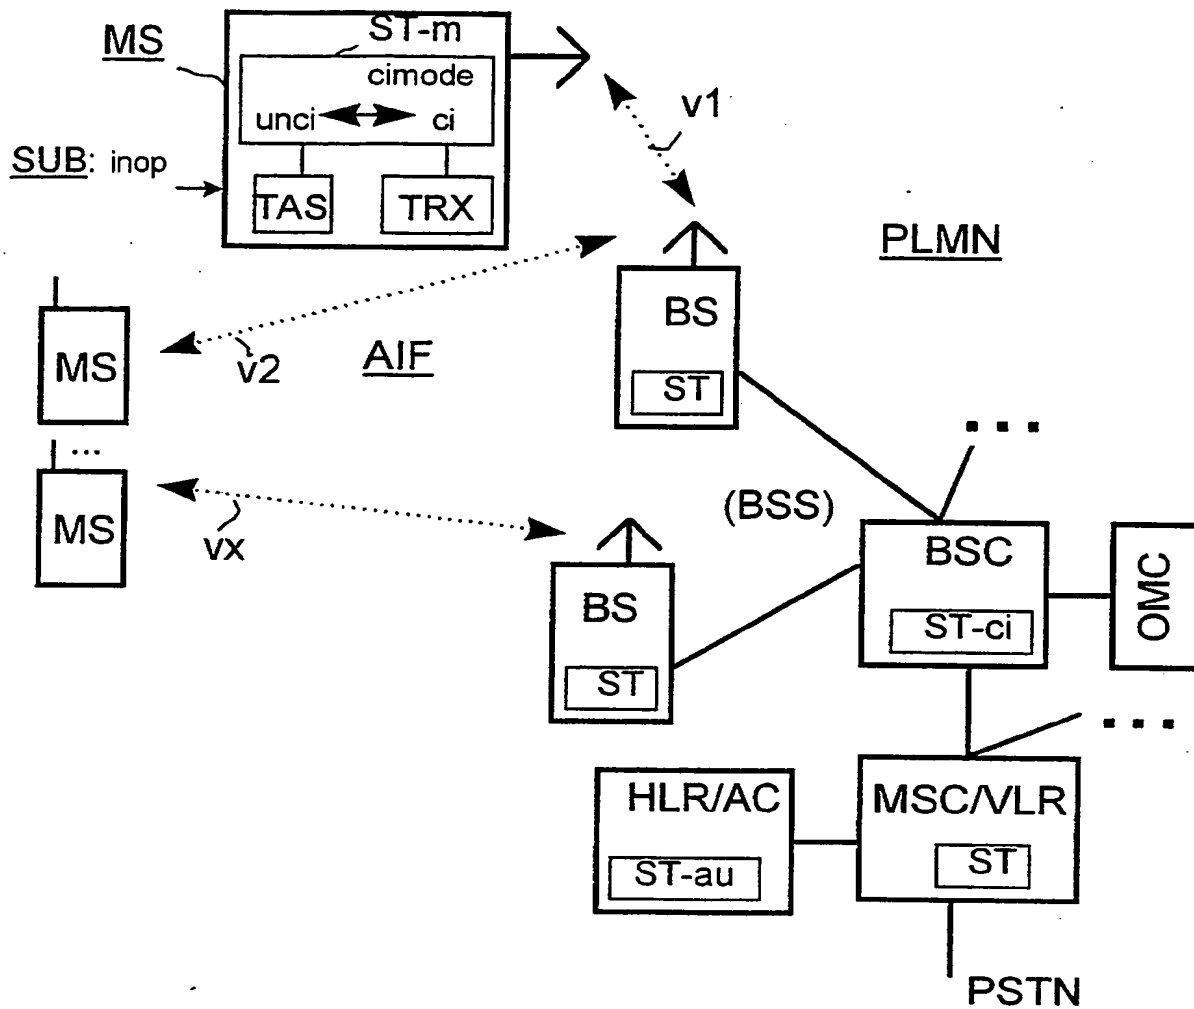 MS
ST-m
cimode
unci
ci
v1
SUB: inop
TAS
TRX
PLMN
BS
MS
v2
AIF
ST
...
...
(BSS)
MS
vx
BSC
OMC
BS
ST-ci
ST
...
HLR/AC
MSC/VLR
ST
ST-au
PSTN